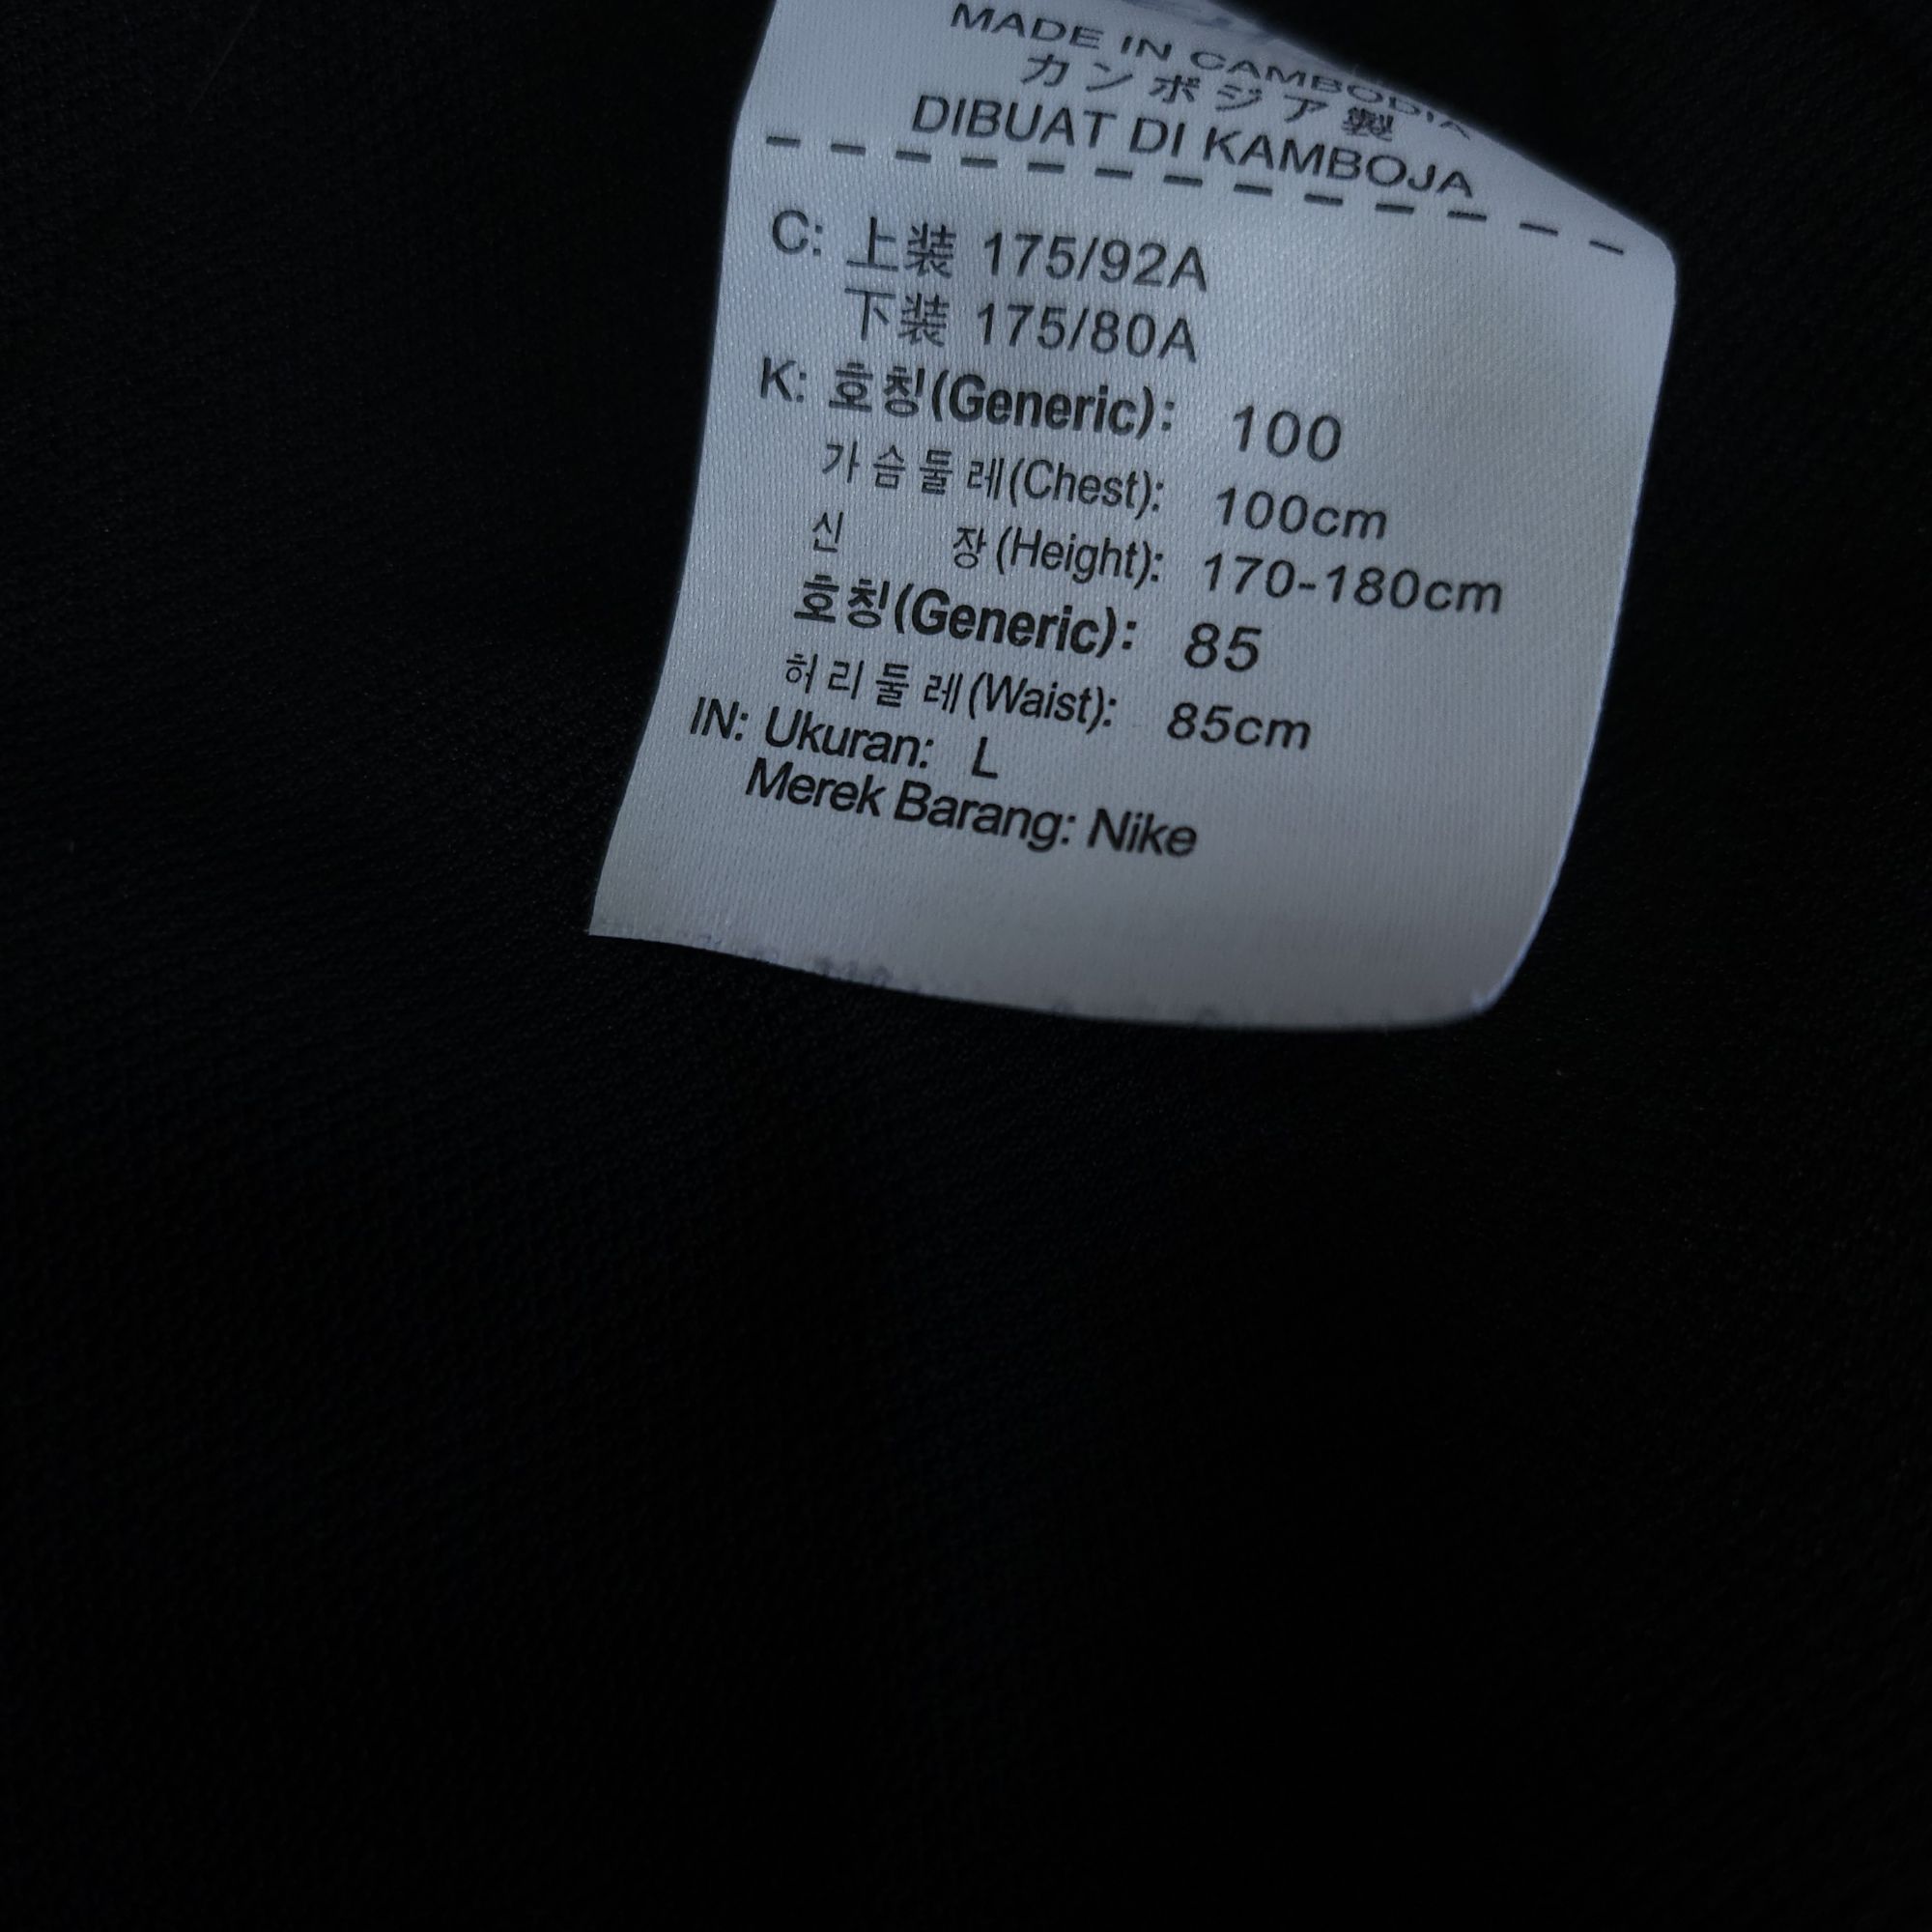 MADE IN CAMBODIA
カンボジア製
DIBUAT DI KAMBOJA
C: 上装 175/92A
下装 175/80A
K: 호칭(Generic): 100
가슴둘레(Chest): 100cm
신 장(Height): 170-180cm
호칭(Generic): 85
허리둘레(Waist): 85cm
IN: Ukuran: L
Merek Barang: Nike